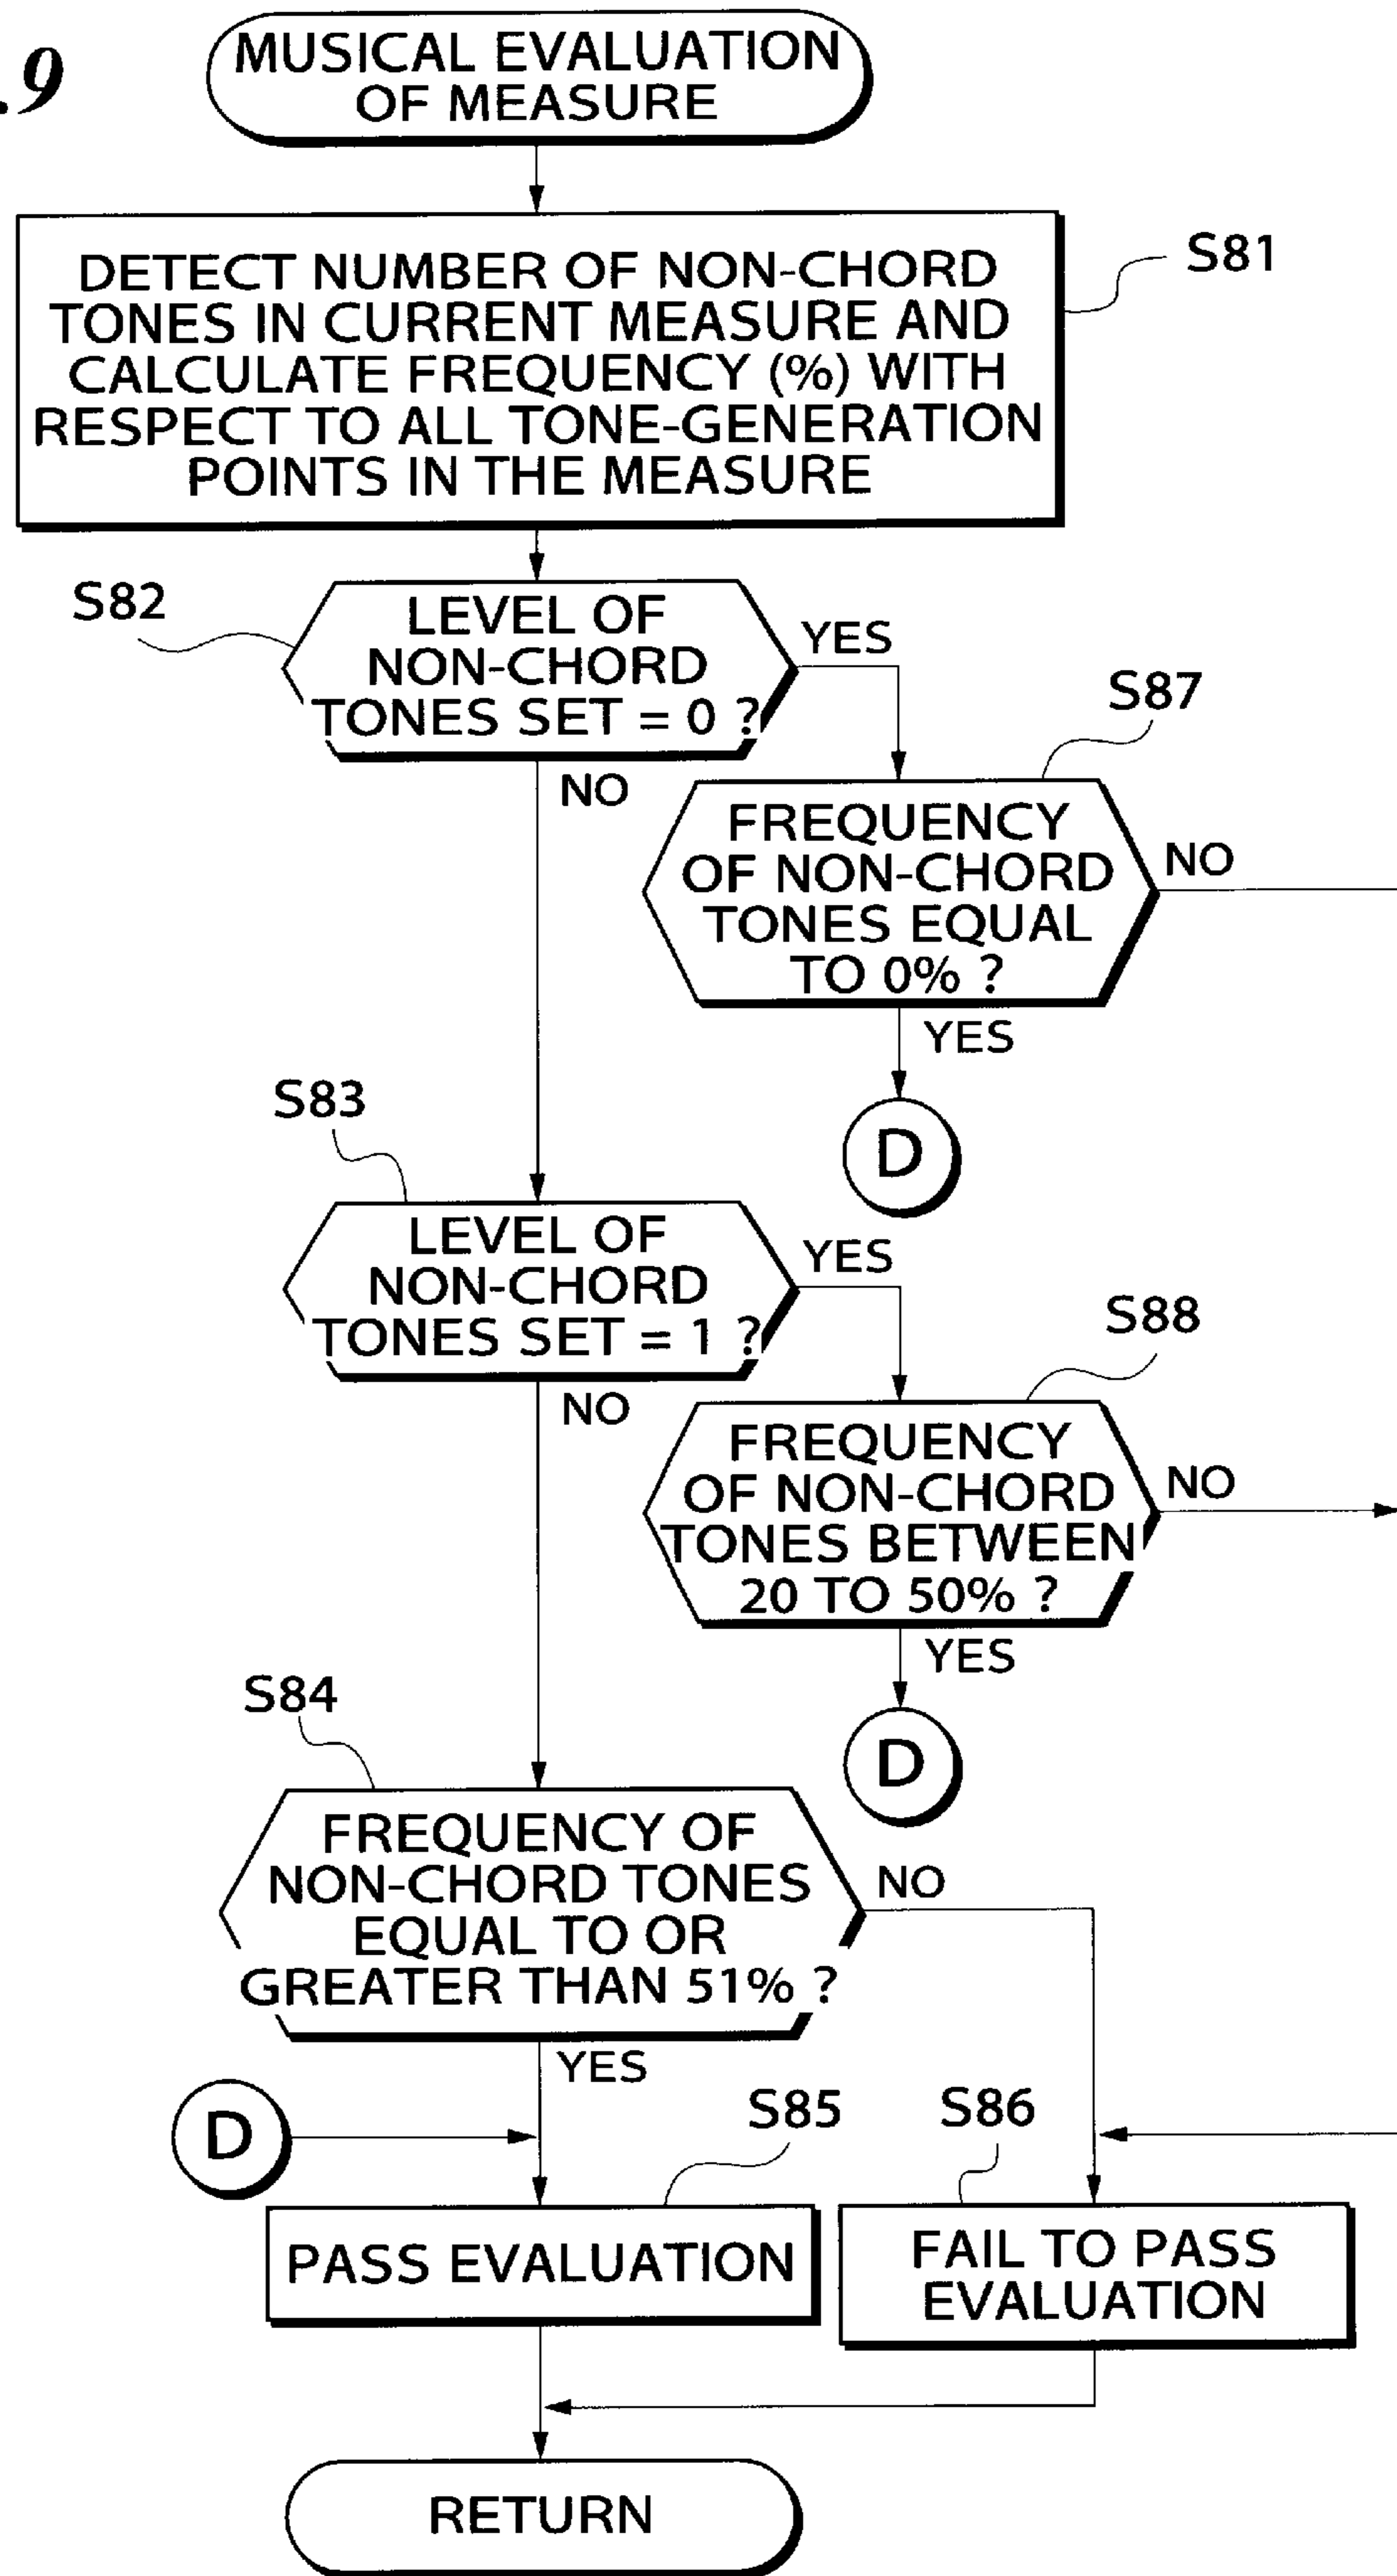 .9
MUSICAL EVALUATION
OF MEASURE
DETECT NUMBER OF NON-CHORD
TONES IN CURRENT MEASURE AND
CALCULATE FREQUENCY (%) WITH
RESPECT TO ALL TONE-GENERATION
POINTS IN THE MEASURE
S81
S82
LEVEL OF
NON-CHORD
TONES SET = 0 ?
YES
NO
S87
FREQUENCY
OF NON-CHORD
TONES EQUAL
TO 0% ?
NO
YES
D
S83
LEVEL OF
NON-CHORD
TONES SET = 1 ?
YES
NO
S88
FREQUENCY
OF NON-CHORD
TONES BETWEEN
20 TO 50% ?
NO
YES
D
S84
FREQUENCY OF
NON-CHORD TONES
EQUAL TO OR
GREATER THAN 51% ?
NO
YES
D
S85
S86
PASS EVALUATION
FAIL TO PASS
EVALUATION
RETURN